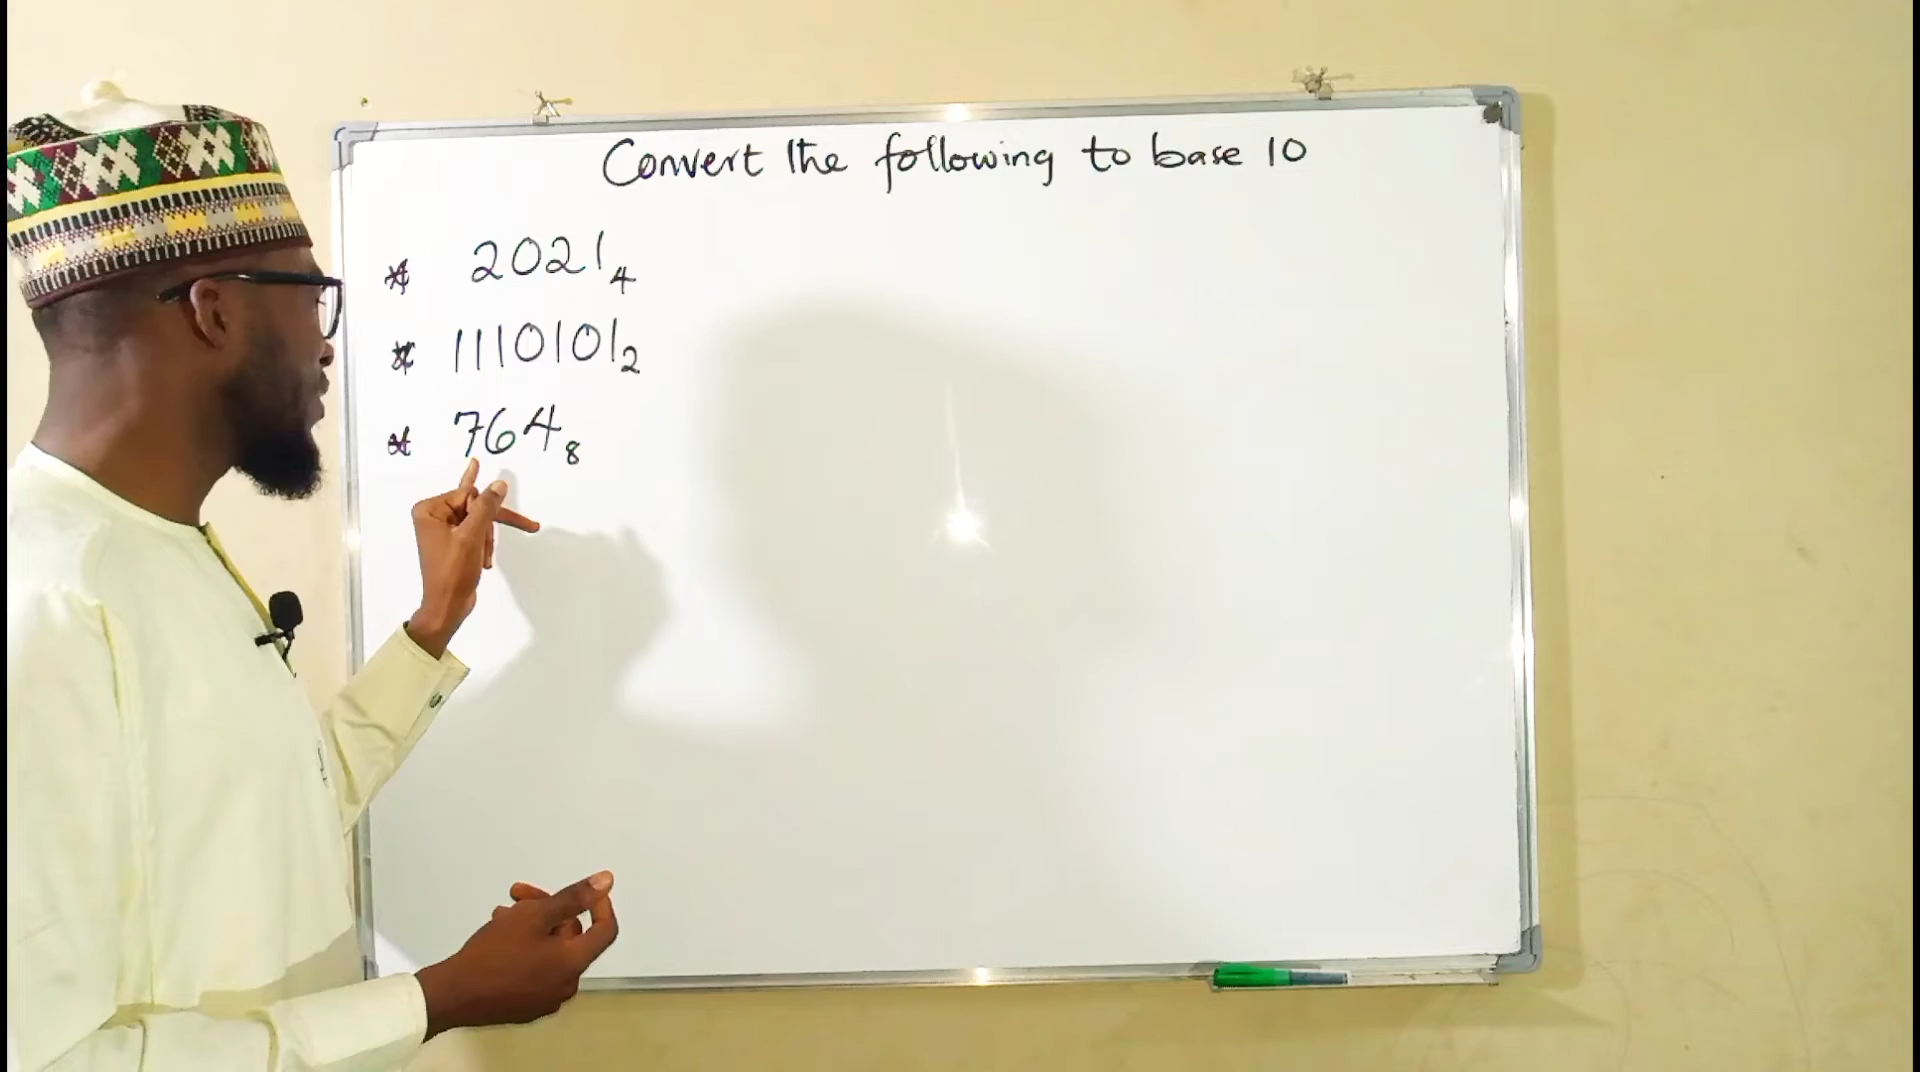 Convert the following to base 10
* 2021₄
* 1110101₂
* 764₈